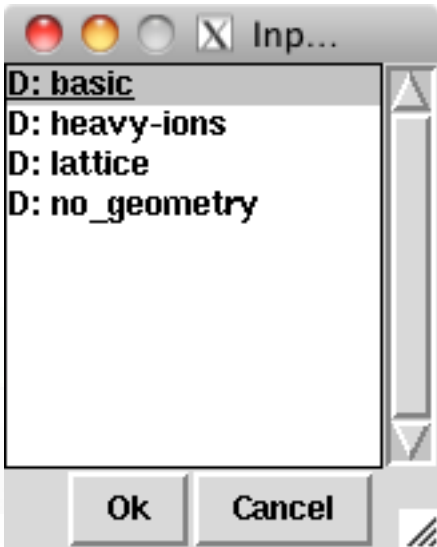 Inp...
D: basic
D: heavy-ions
D: lattice
D: no_geometry
Ok
Cancel